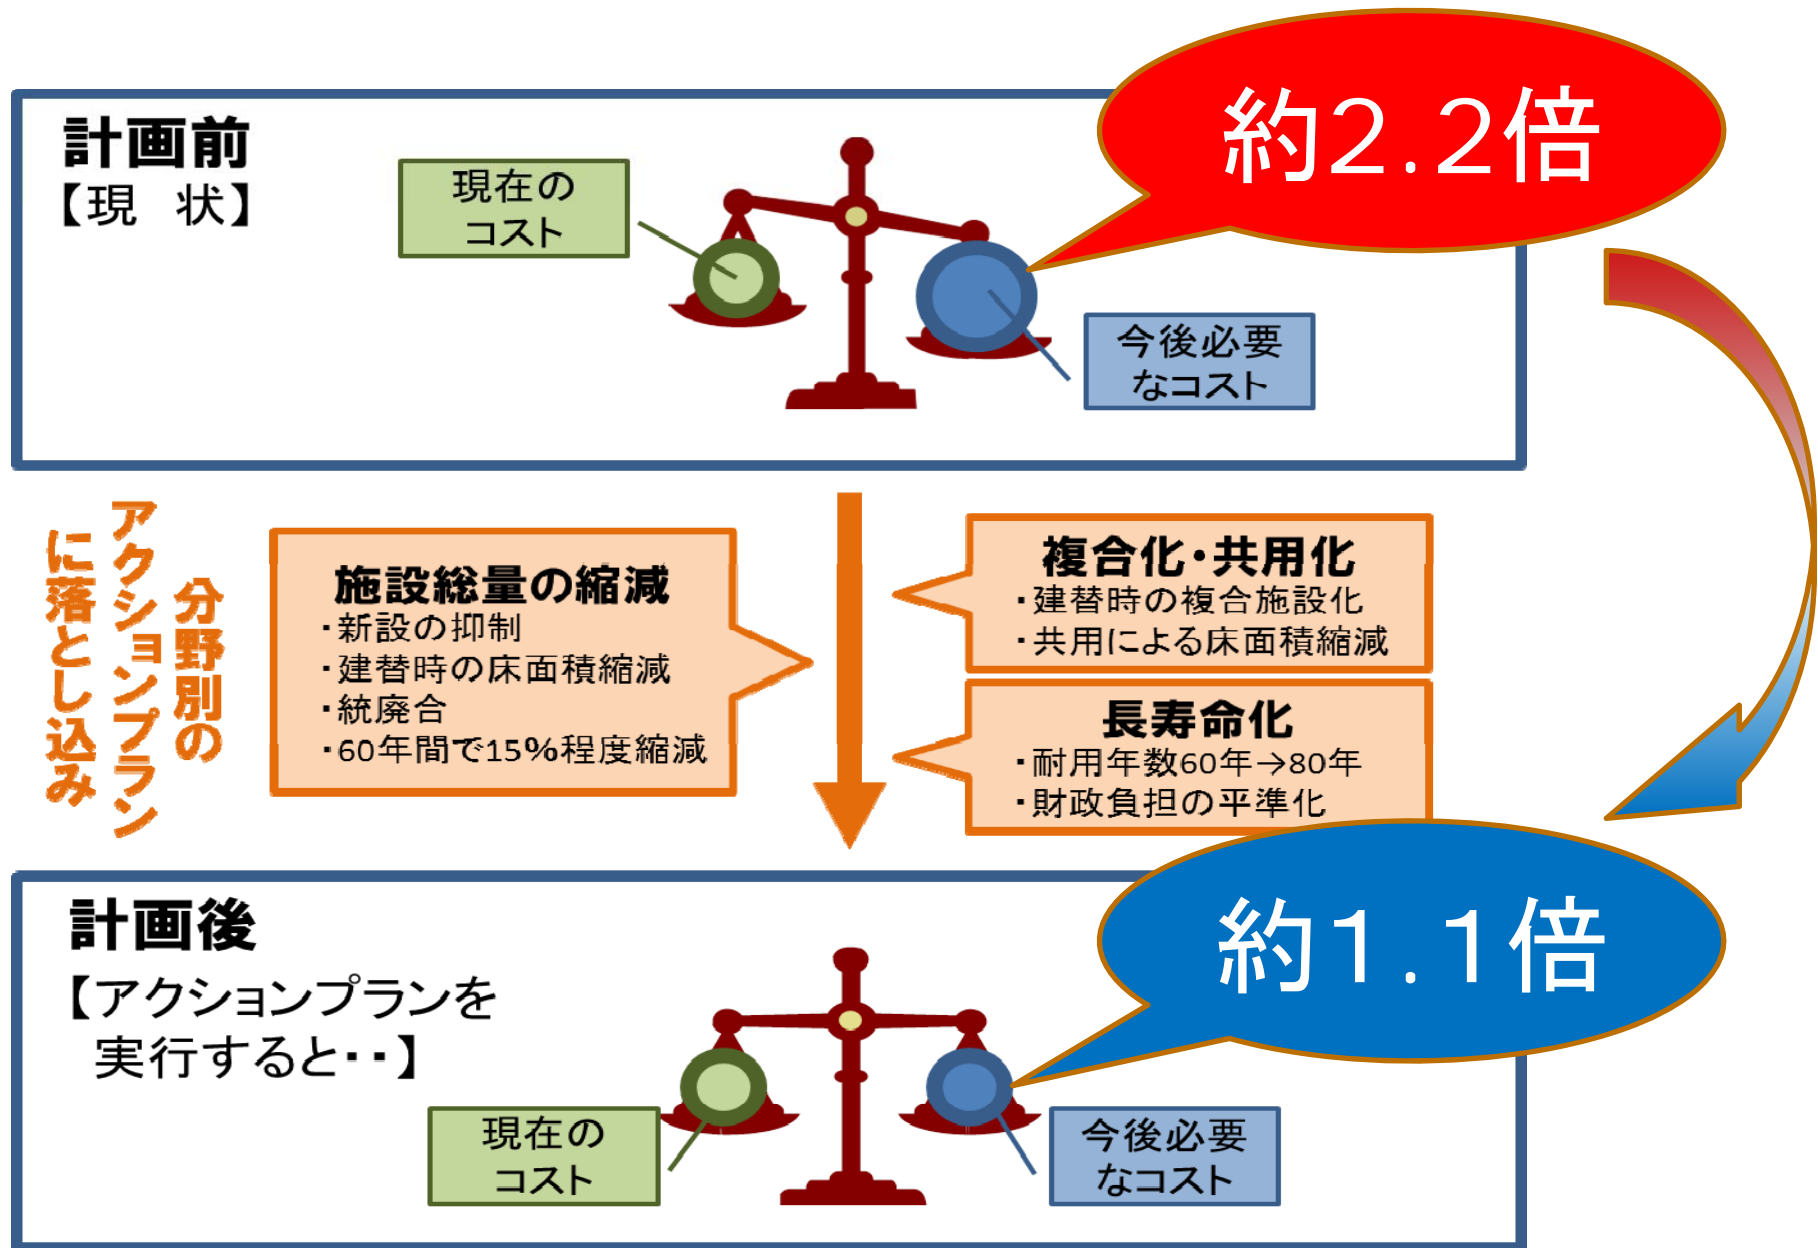 計画前
【現　状】
現在の
コスト
約2.2倍
今後必要
なコスト
分野別の
アクションプラン
に落とし込み
施設総量の縮減
・新設の抑制
・建替時の床面積縮減
・統廃合
・60年間で15%程度縮減
複合化・共用化
・建替時の複合施設化
・共用による床面積縮減
長寿命化
・耐用年数60年→80年
・財政負担の平準化
計画後
【アクションプランを
実行すると・・】
約1.1倍
現在の
コスト
今後必要
なコスト